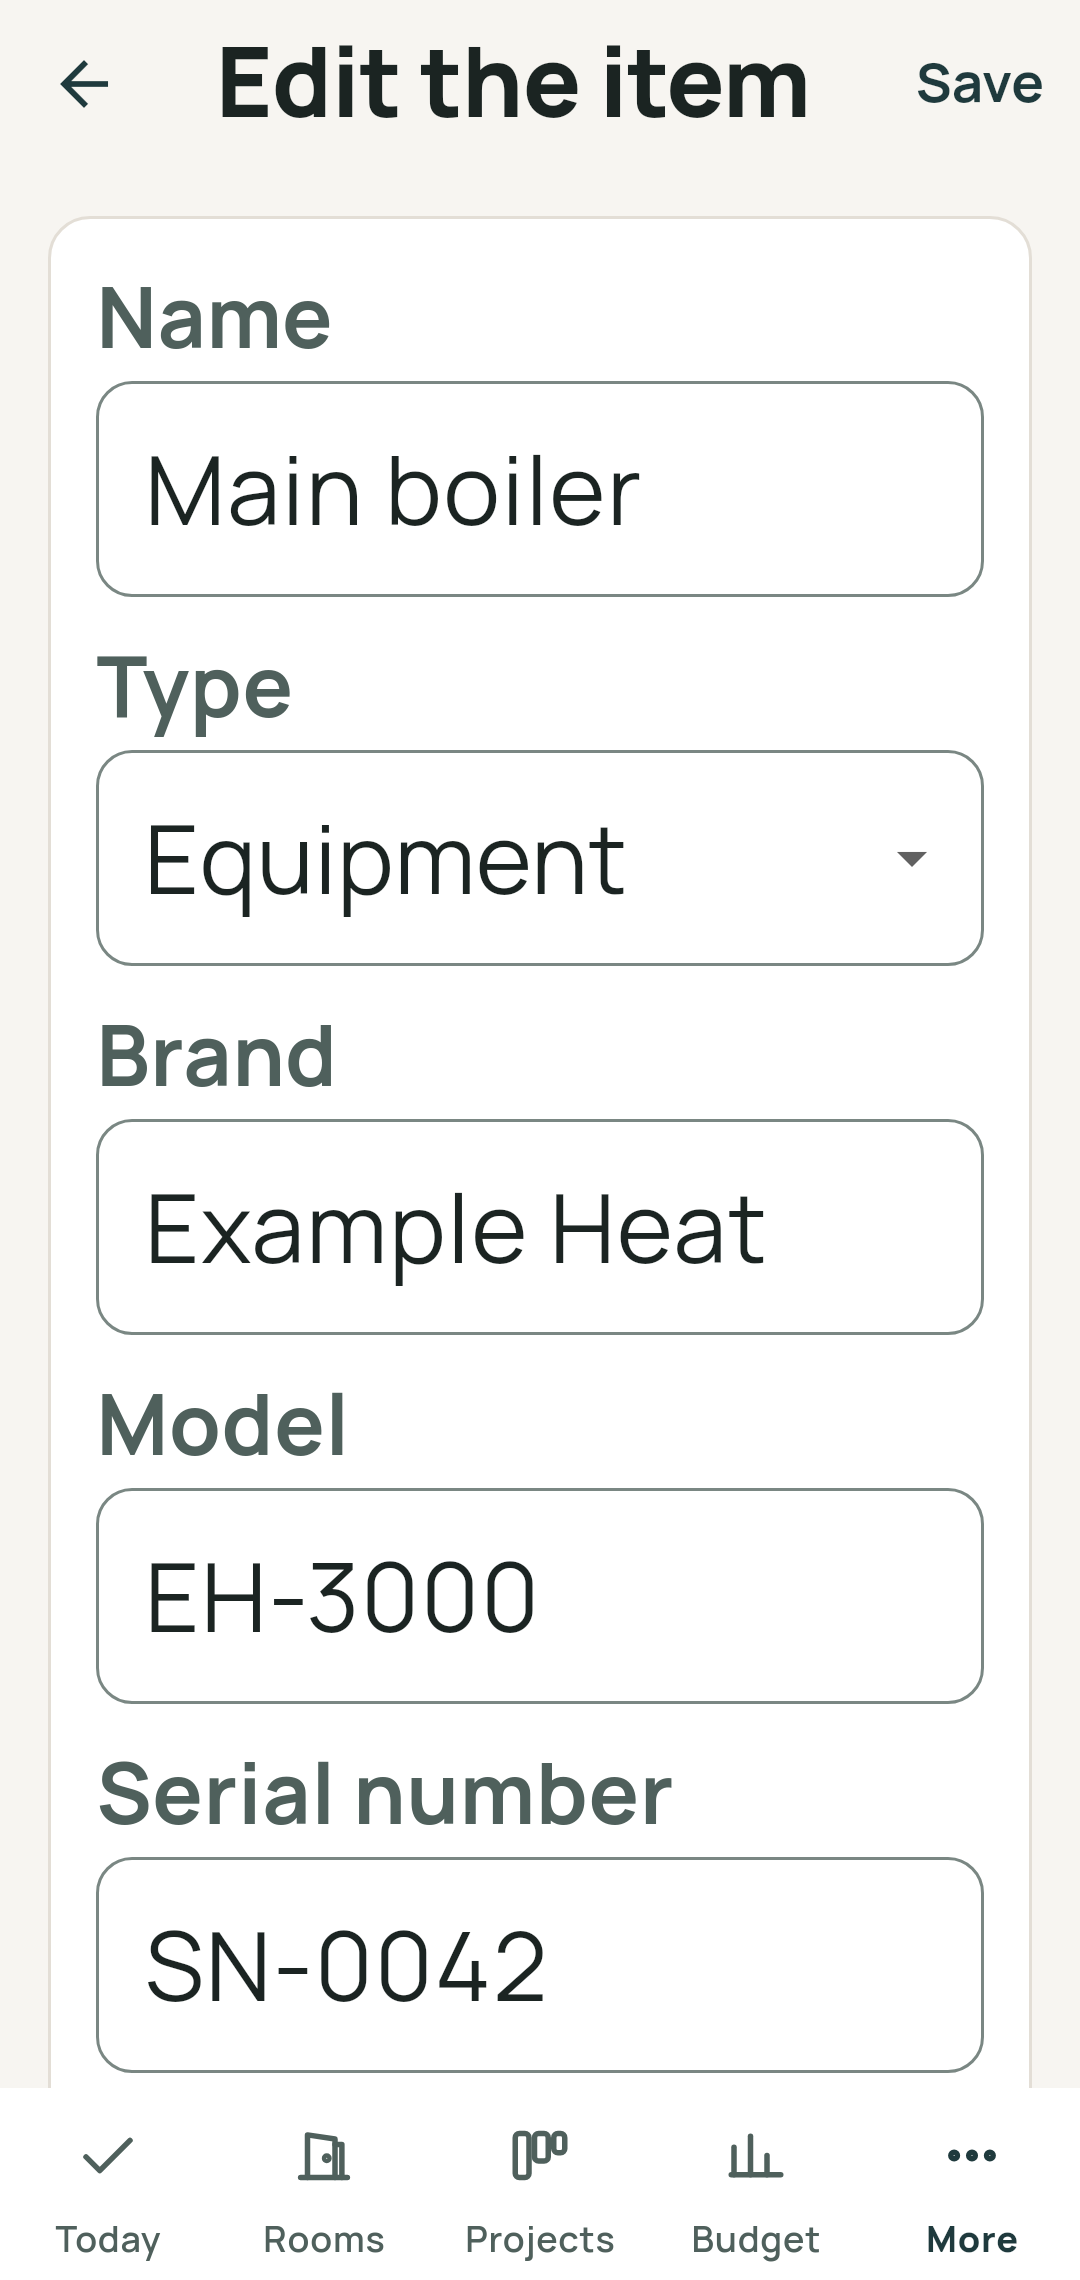 Edit the item
Save
Name
Main boiler
Type
Equipment
Brand
Example Heat
Model
EH-3000
Serial number
SN-0042
Today
Rooms
Projects
Budget
More